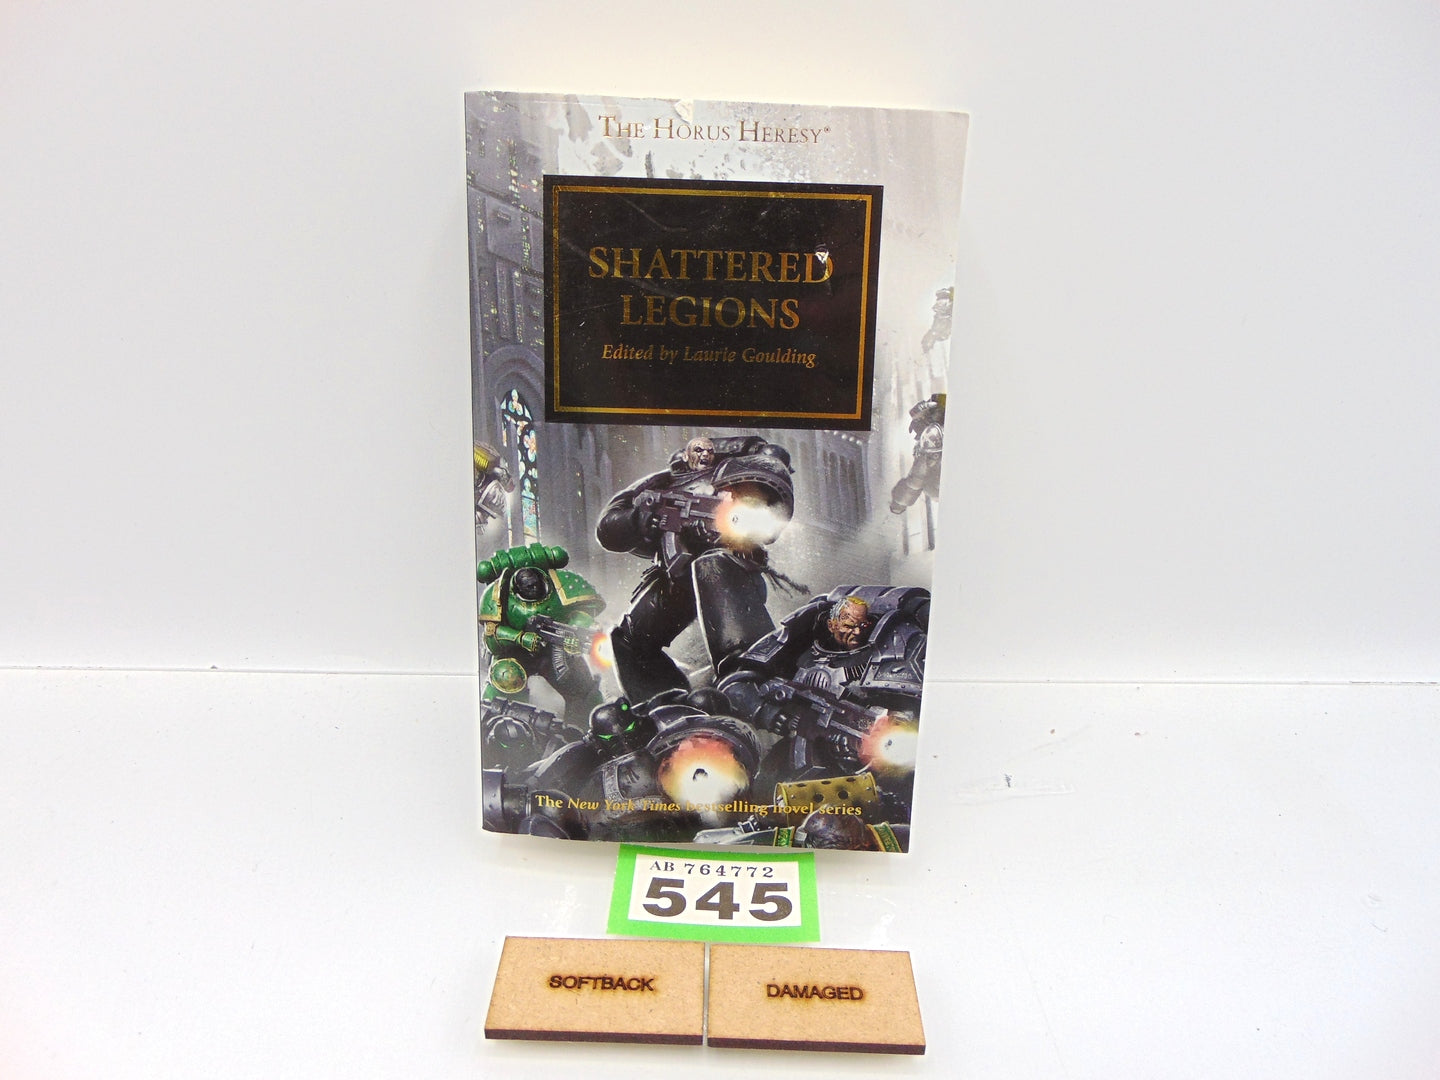 THE HORUS HERESY®
SHATTERED
LEGIONS
Edited by Laurie Goulding
The New York Times bestselling novel series
AB 764772
545
SOFTBACK
DAMAGED